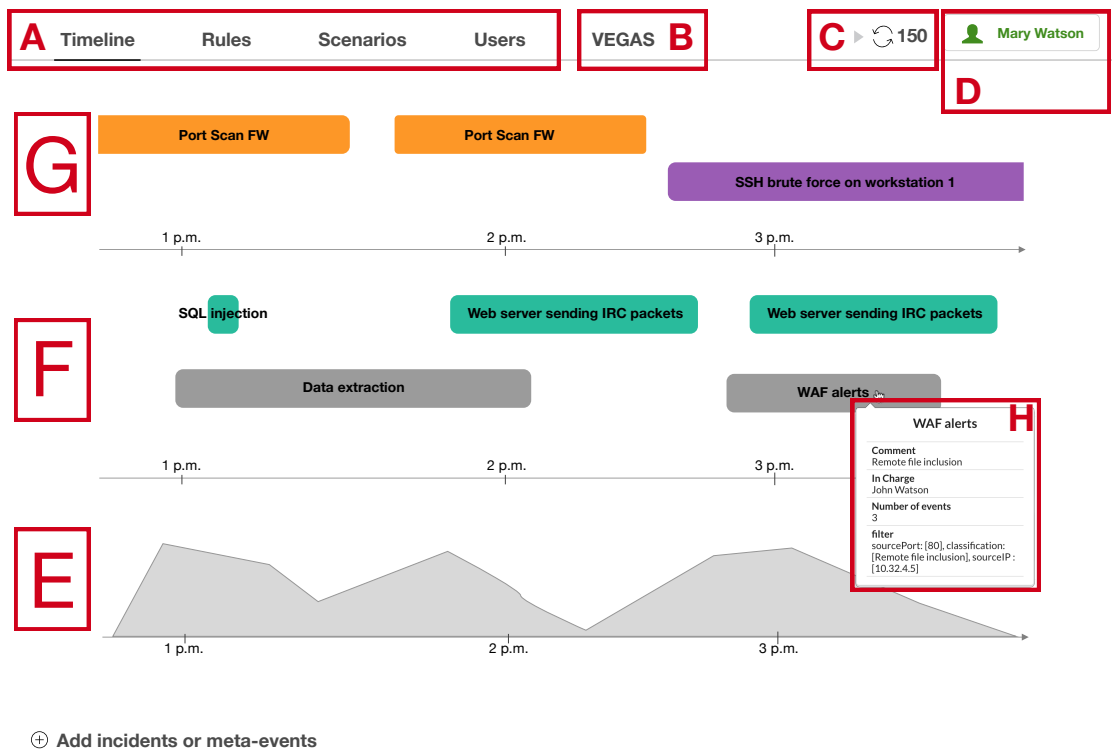 A Timeline Rules Scenarios Users VEGAS B C 150 Mary Watson
D
G
Port Scan FW Port Scan FW
SSH brute force on workstation 1
1 p.m. 2 p.m. 3 p.m.
F
SQL injection Web server sending IRC packets Web server sending IRC packets
Data extraction WAF alerts
H
WAF alerts
Comment
Remote file inclusion
In Charge
John Watson
Number of events
3
filter
sourcePort: [80], classification:
[Remote file inclusion], sourceIP :
[10.32.4.5]
1 p.m. 2 p.m. 3 p.m.
E
1 p.m. 2 p.m. 3 p.m.
Add incidents or meta-events